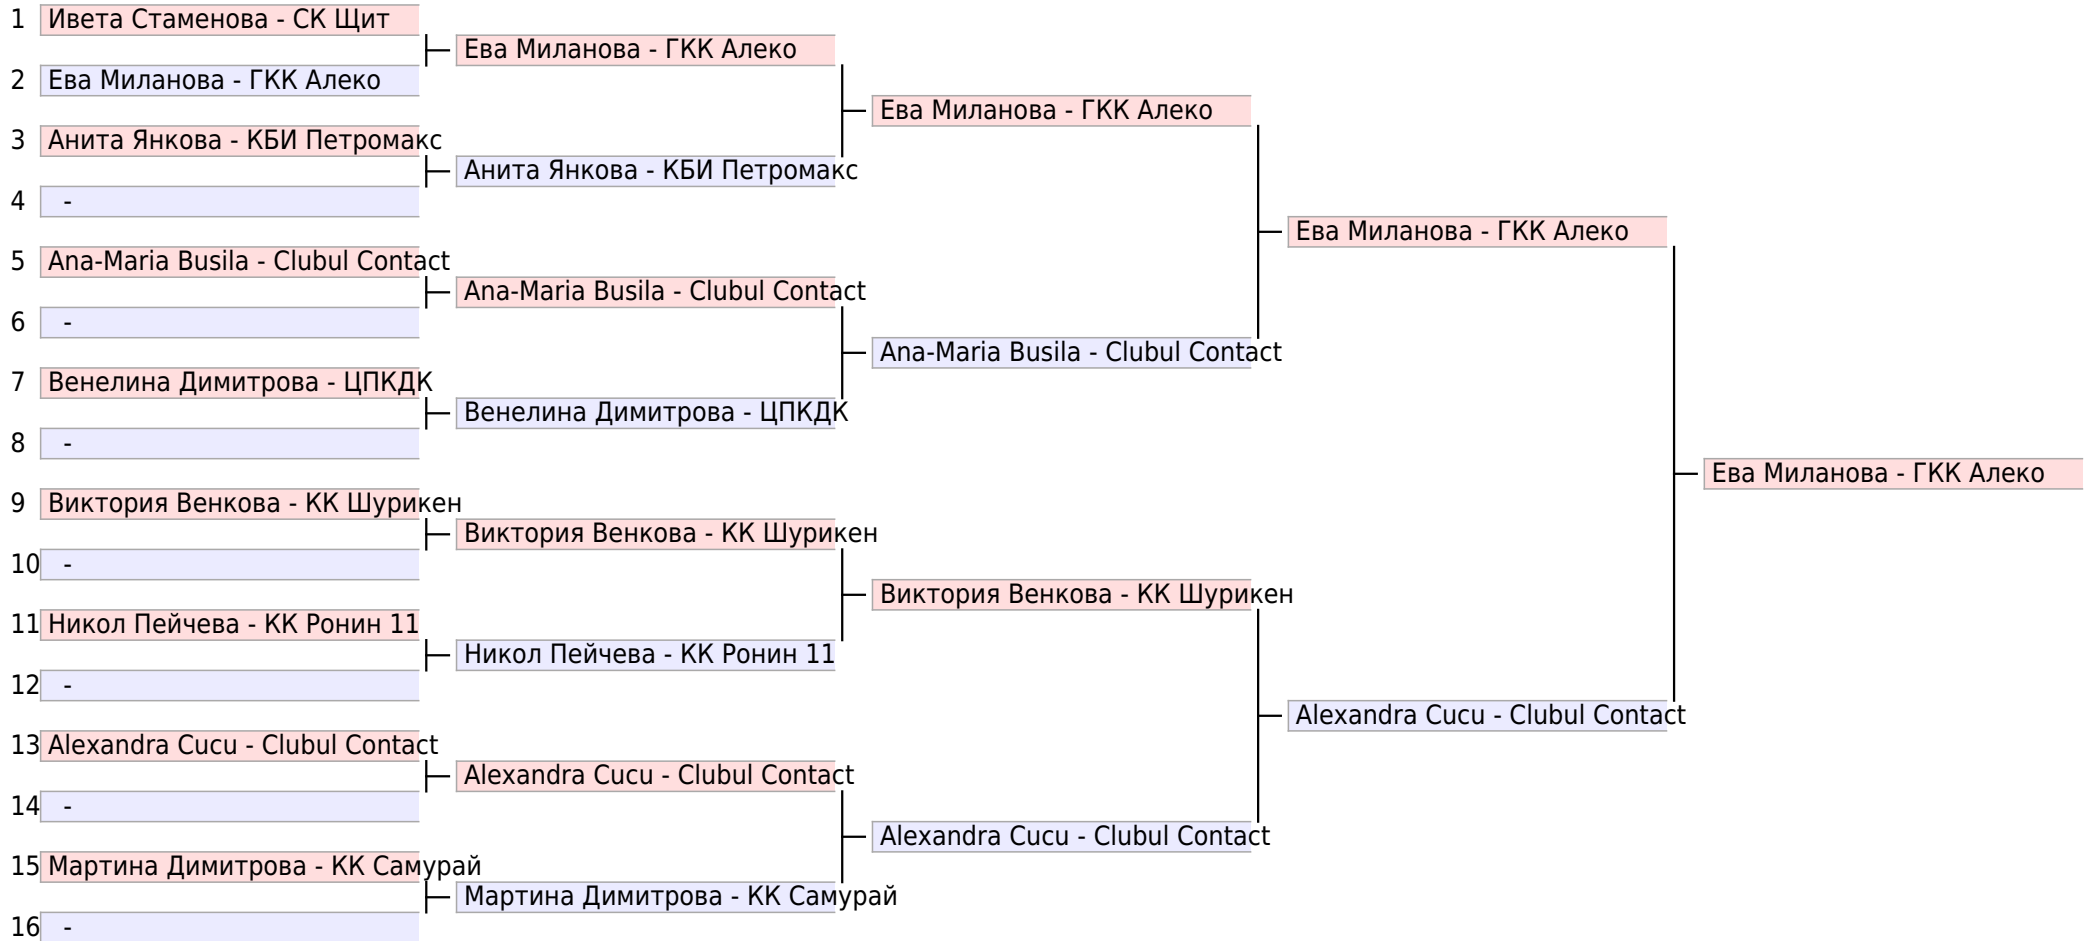 1 Ивета Стаменова - СК Щит
Ева Миланова - ГКК Алеко
2 Ева Миланова - ГКК Алеко
Ева Миланова - ГКК Алеко
3 Анита Янкова - КБИ Петромакс
Анита Янкова - КБИ Петромакс
4 -
Ева Миланова - ГКК Алеко
5 Ana-Maria Busila - Clubul Contact
Ana-Maria Busila - Clubul Contact
6 -
Ana-Maria Busila - Clubul Contact
7 Венелина Димитрова - ЦПКДК
Венелина Димитрова - ЦПКДК
8 -
Ева Миланова - ГКК Алеко
9 Виктория Венкова - КК Шурикен
Виктория Венкова - КК Шурикен
10 -
Виктория Венкова - КК Шурикен
11 Никол Пейчева - КК Ронин 11
Никол Пейчева - КК Ронин 11
12 -
Alexandra Cucu - Clubul Contact
13 Alexandra Cucu - Clubul Contact
Alexandra Cucu - Clubul Contact
14 -
Alexandra Cucu - Clubul Contact
15 Мартина Димитрова - КК Самурай
Мартина Димитрова - КК Самурай
16 -